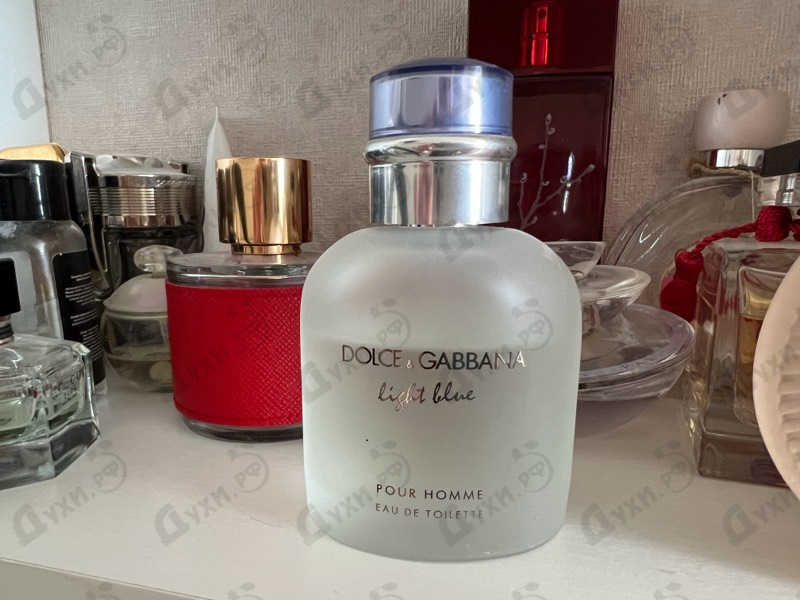 DOLCE & GABBANA
light blue
POUR HOMME
EAU DE TOILETTE
Духи.рф